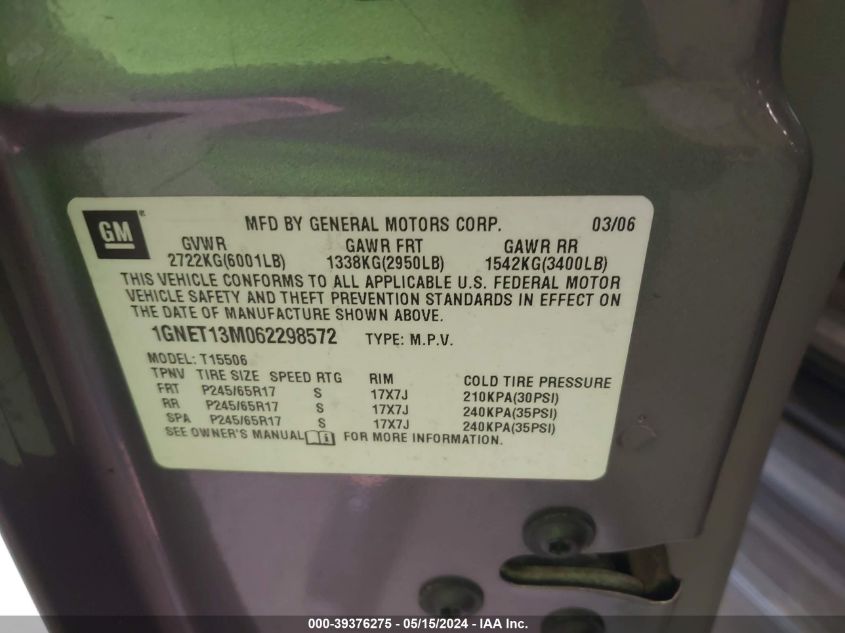 GM ® MFD BY GENERAL MOTORS CORP. 03/06
GVWR GAWR FRT GAWR RR
2722KG(6001LB) 1338KG(2950LB) 1542KG(3400LB)
THIS VEHICLE CONFORMS TO ALL APPLICABLE U.S. FEDERAL MOTOR
VEHICLE SAFETY AND THEFT PREVENTION STANDARDS IN EFFECT ON
THE DATE OF MANUFACTURE SHOWN ABOVE.
1GNET13M062298572 TYPE: M.P.V.
MODEL: T15506
TPNV TIRE SIZE SPEED RTG RIM COLD TIRE PRESSURE
FRT P245/65R17 S 17X7J 210KPA(30PSI)
RR P245/65R17 S 17X7J 240KPA(35PSI)
SPA P245/65R17 S 17X7J 240KPA(35PSI)
SEE OWNER'S MANUAL i FOR MORE INFORMATION.
000-39376275 - 05/15/2024 - IAA Inc.